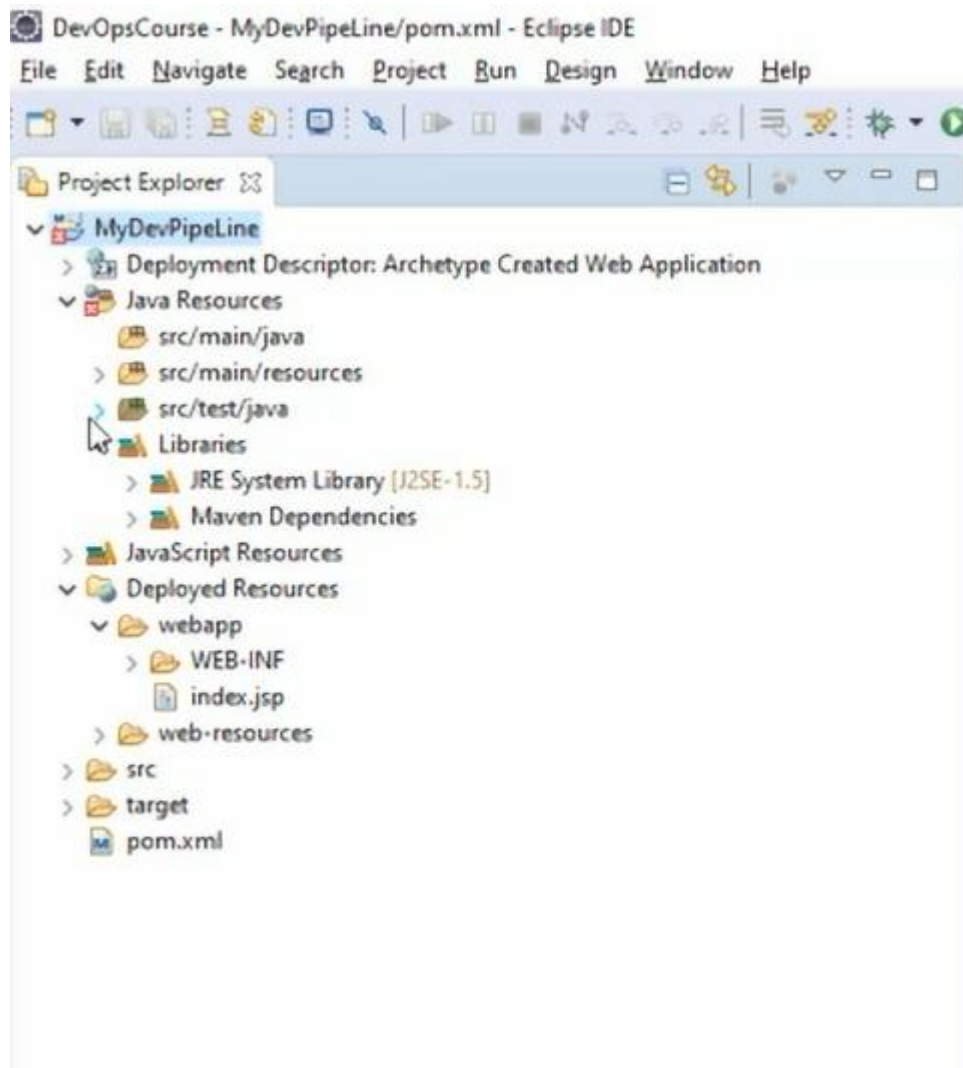 DevOpsCourse - MyDevPipeLine/pom.xml - Eclipse IDE
File Edit Navigate Search Project Run Design Window Help
Project Explorer
MyDevPipeLine
Deployment Descriptor: Archetype Created Web Application
Java Resources
src/main/java
src/main/resources
src/test/java
Libraries
JRE System Library [J2SE-1.5]
Maven Dependencies
JavaScript Resources
Deployed Resources
webapp
WEB-INF
index.jsp
web-resources
src
target
pom.xml